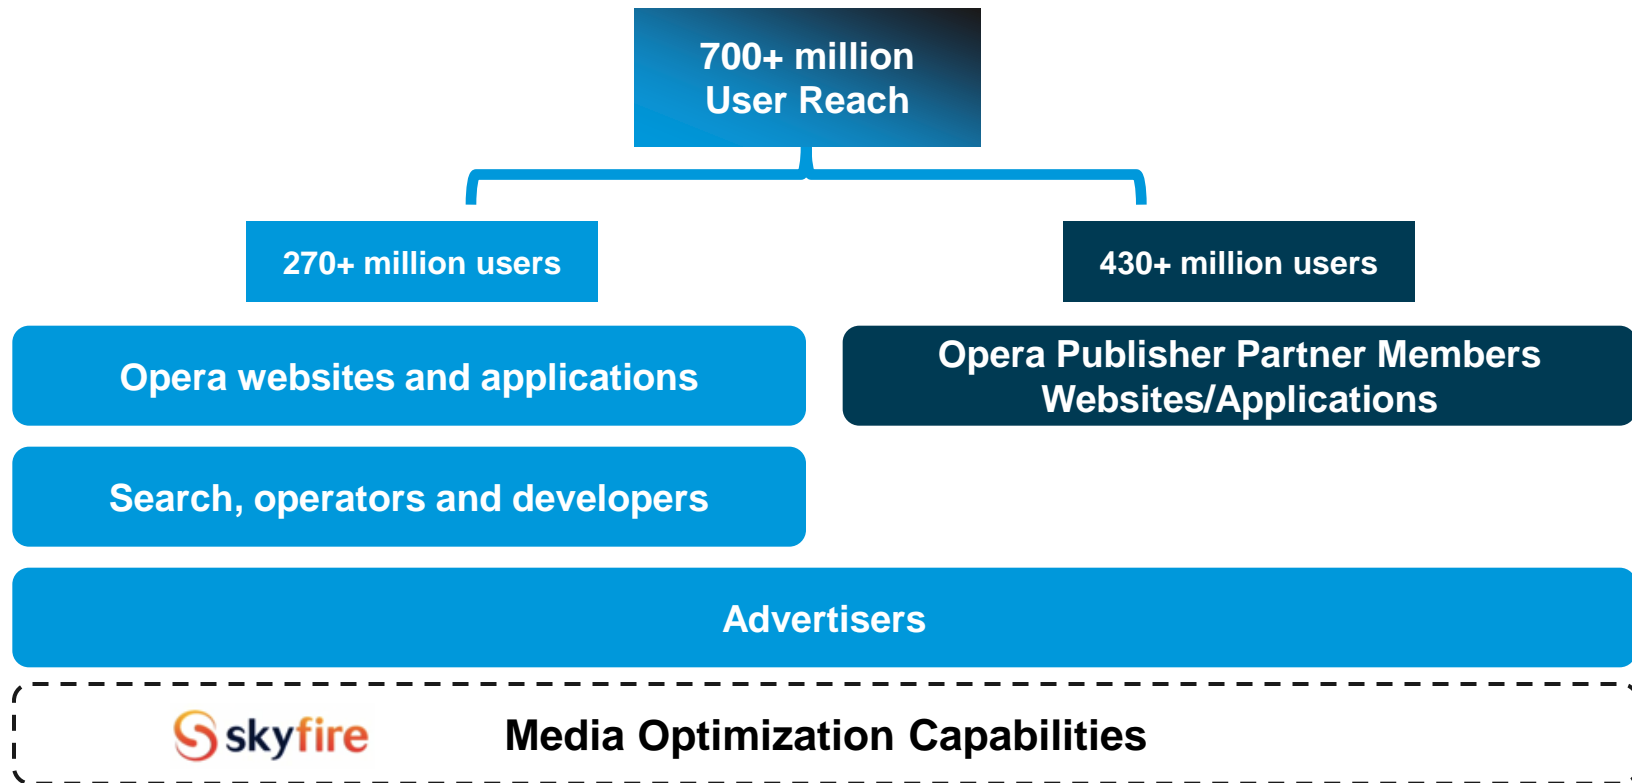 700+ million
User Reach
270+ million users
430+ million users
Opera websites and applications
Opera Publisher Partner Members
Websites/Applications
Search, operators and developers
Advertisers
skyfire
Media Optimization Capabilities